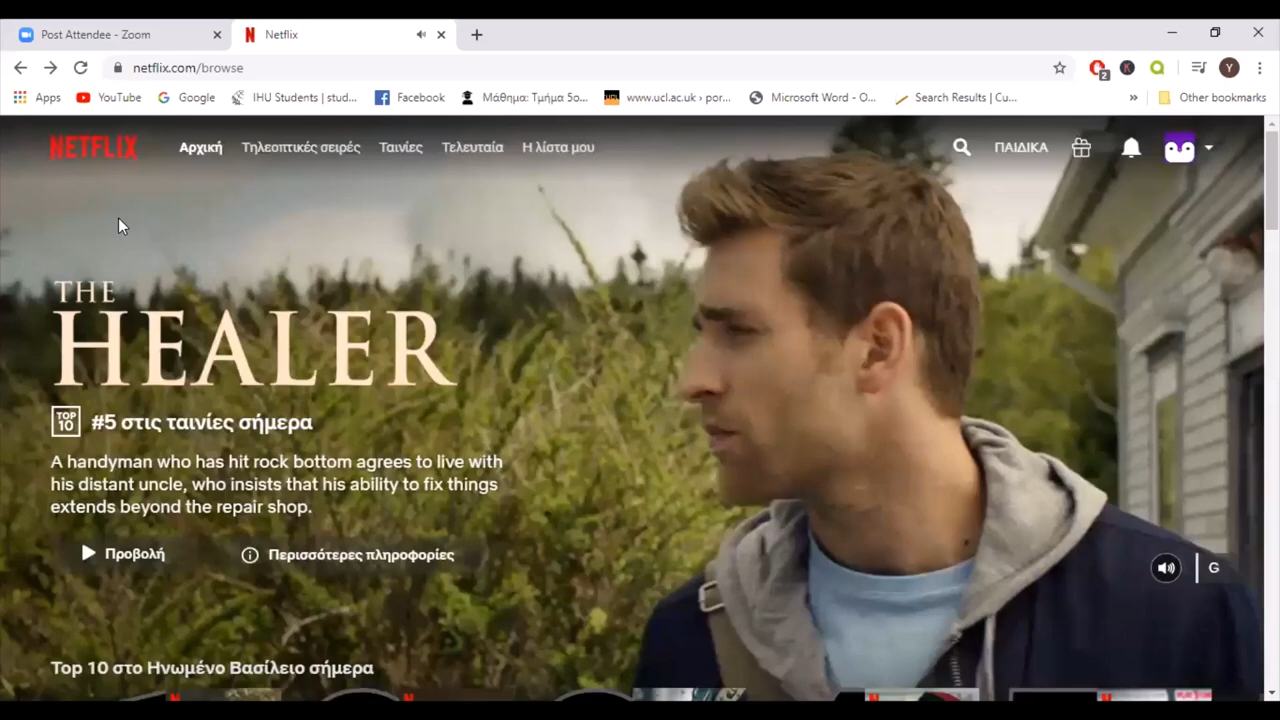 Post Attendee - Zoom
Netflix
netflix.com/browse
2
K
Y
Apps
YouTube
Google
IHU Students | stud...
Facebook
Μάθημα: Τμήμα 5ο...
UCL
www.ucl.ac.uk › por...
Microsoft Word - O...
Search Results | Cu...
»
Other bookmarks
NETFLIX
Αρχική
Τηλεοπτικές σειρές
Ταινίες
Τελευταία
Η λίστα μου
ΠΑΙΔΙΚΑ
THE
HEALER
TOP
10
#5 στις ταινίες σήμερα
A handyman who has hit rock bottom agrees to live with
his distant uncle, who insists that his ability to fix things
extends beyond the repair shop.
Προβολή
Περισσότερες πληροφορίες
G
Top 10 στο Ηνωμένο Βασίλειο σήμερα